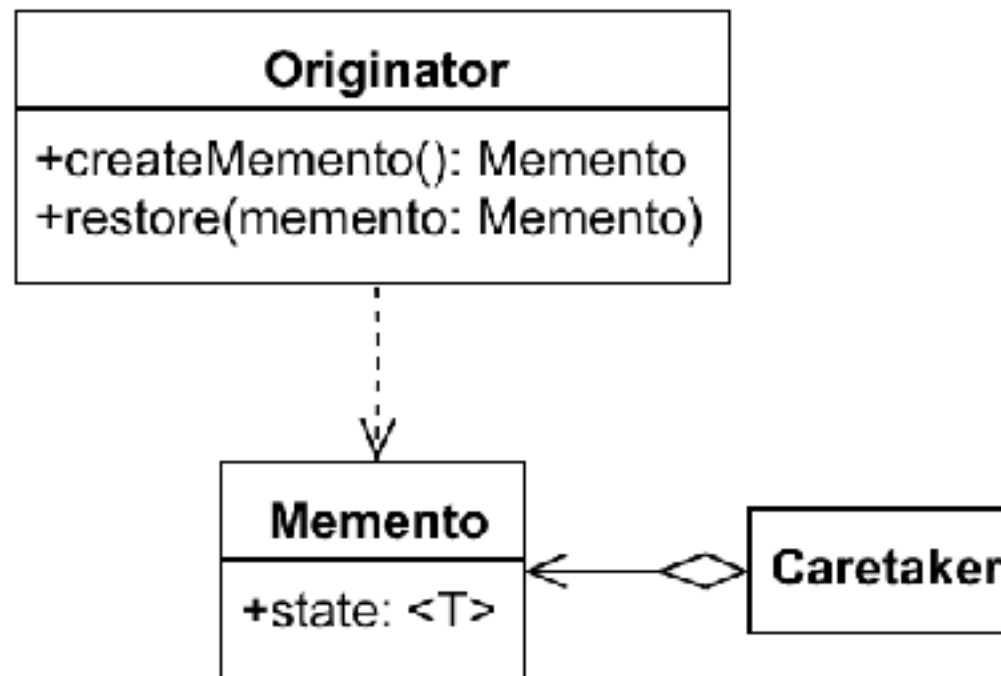 Originator
+createMemento(): Memento
+restore(memento: Memento)
Memento
+state: <T>
Caretaker